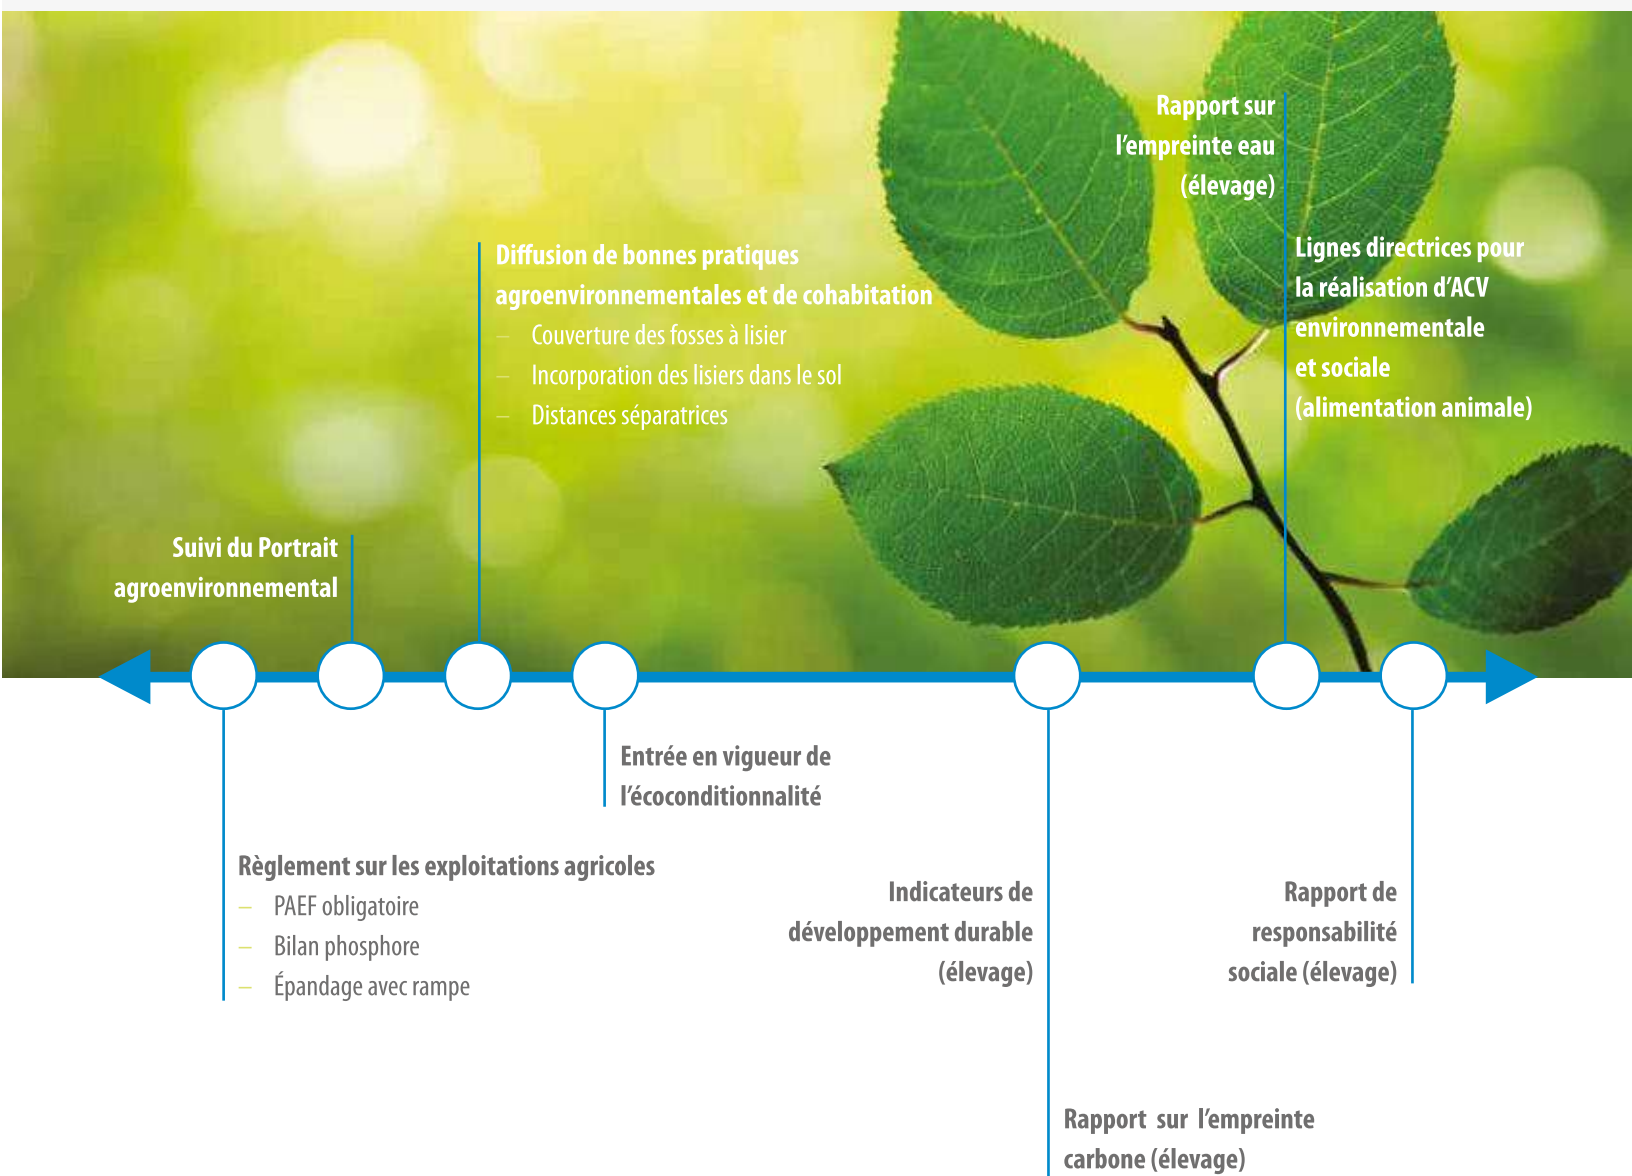 Rapport sur
l'empreinte eau
(élevage)
Lignes directrices pour
la réalisation d'ACV
environnementale
et sociale
(alimentation animale)
Diffusion de bonnes pratiques
agroenvironnementales et de cohabitation
– Couverture des fosses à lisier
– Incorporation des lisiers dans le sol
– Distances séparatrices
Suivi du Portrait
agroenvironnemental
Entrée en vigueur de
l'écoconditionnalité
Règlement sur les exploitations agricoles
– PAEF obligatoire
– Bilan phosphore
– Épandage avec rampe
Indicateurs de
développement durable
(élevage)
Rapport de
responsabilité
sociale (élevage)
Rapport sur l'empreinte
carbone (élevage)